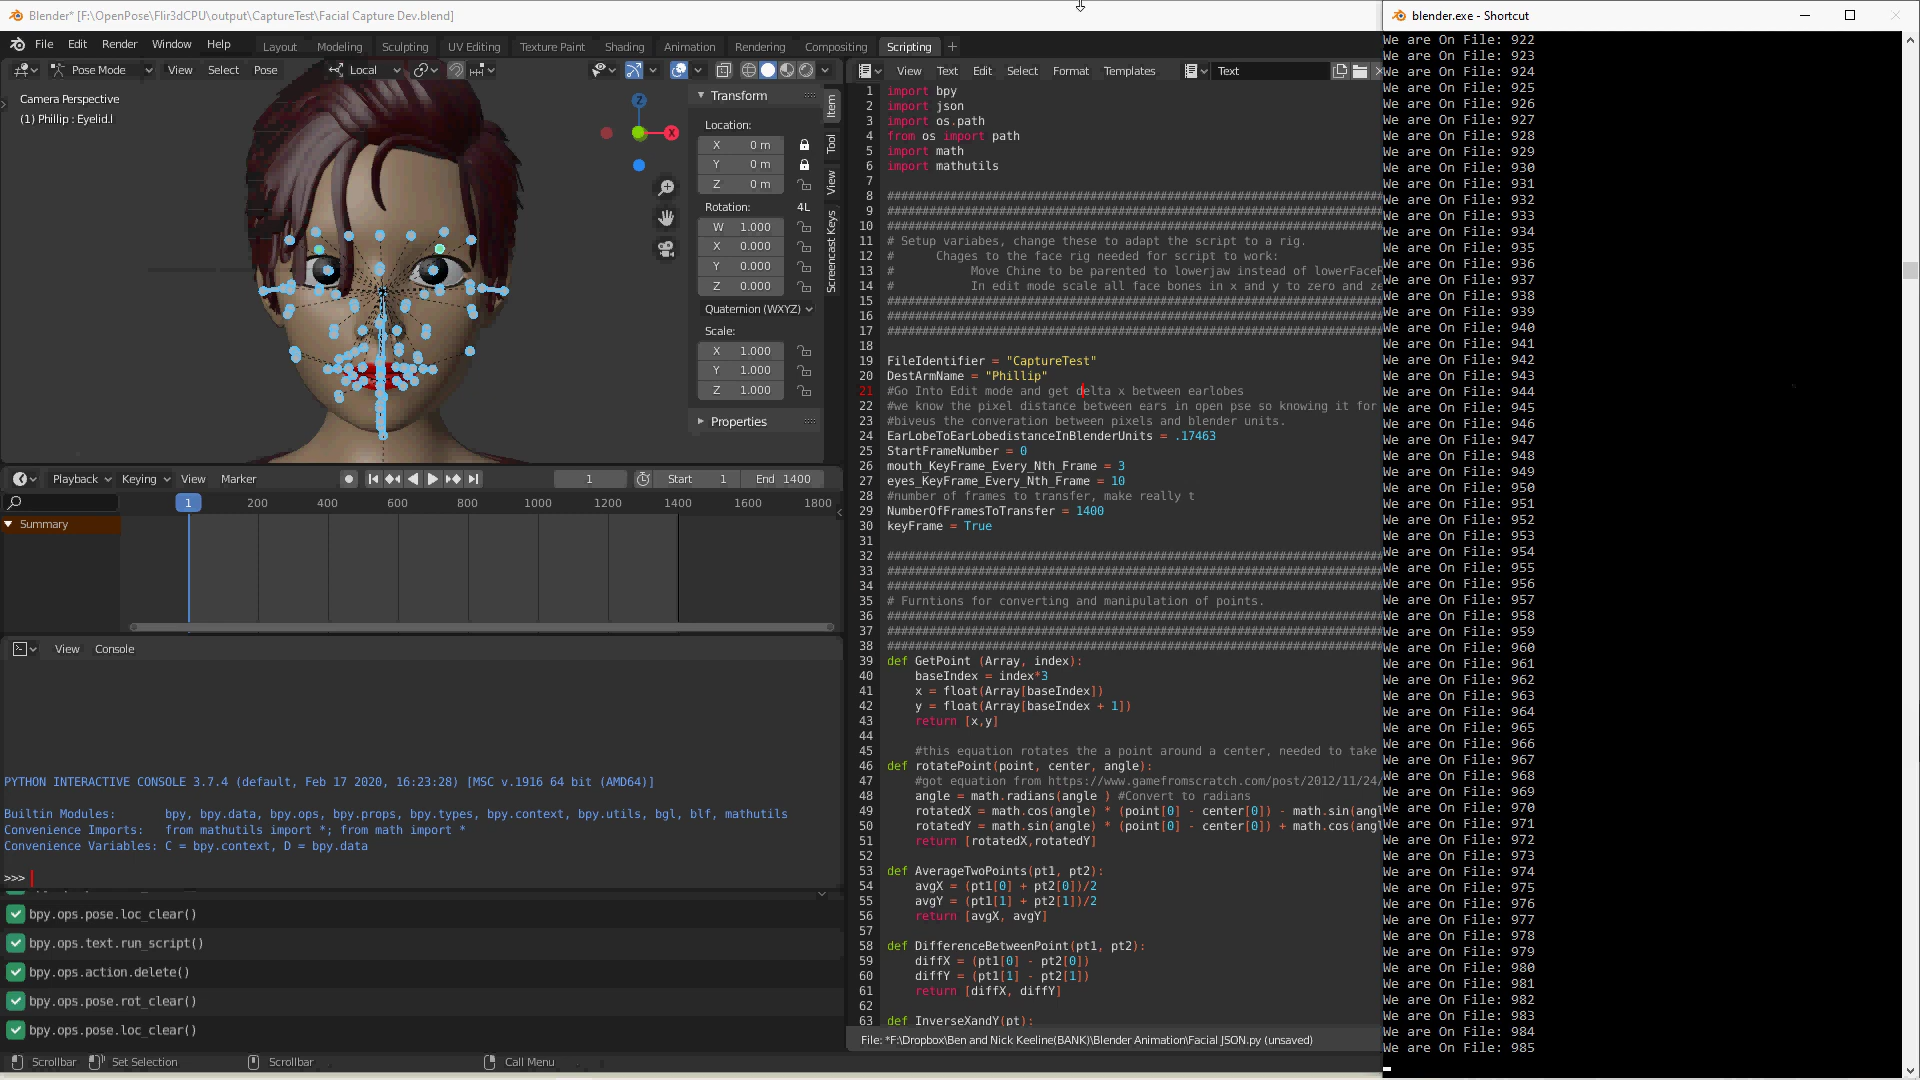 Blender* [F:\OpenPose\Flir3dCPU\output\CaptureTest\Facial Capture Dev.blend]
File Edit Render Window Help Layout Modeling Sculpting UV Editing Texture Paint Shading Animation Rendering Compositing Scripting +
Pose Mode View Select Pose Local
Camera Perspective
(1) Phillip : Eyelid.l
Z
X
Transform
Location:
X 0 m
Y 0 m
Z 0 m
Rotation: 4L
W 1.000
X 0.000
Y 0.000
Z 0.000
Quaternion (WXYZ)
Scale:
X 1.000
Y 1.000
Z 1.000
Properties
Item
Tool
View
Screencast Keys
Playback Keying View Marker 1 Start 1 End 1400
1 200 400 600 800 1000 1200 1400 1600 1800
Summary
View Console
PYTHON INTERACTIVE CONSOLE 3.7.4 (default, Feb 17 2020, 16:23:28) [MSC v.1916 64 bit (AMD64)]
Builtin Modules: bpy, bpy.data, bpy.ops, bpy.props, bpy.types, bpy.context, bpy.utils, bgl, blf, mathutils
Convenience Imports: from mathutils import *; from math import *
Convenience Variables: C = bpy.context, D = bpy.data
>>>
bpy.ops.pose.loc_clear()
bpy.ops.text.run_script()
bpy.ops.action.delete()
bpy.ops.pose.rot_clear()
bpy.ops.pose.loc_clear()
Scrollbar Set Selection Scrollbar Call Menu
View Text Edit Select Format Templates Text
1 import bpy
2 import json
3 import os.path
4 from os import path
5 import math
6 import mathutils
7
8 ######################################################################
9 ######################################################################
10 ######################################################################
11 # Setup variabes, change these to adapt the script to a rig.
12 # Chages to the face rig needed for script to work:
13 # Move Chine to be parented to lowerjaw instead of lowerFaceR
14 # In edit mode scale all face bones in x and y to zero and ze
15 ######################################################################
16 ######################################################################
17 ######################################################################
18
19 FileIdentifier = "CaptureTest"
20 DestArmName = "Phillip"
21 #Go Into Edit mode and get delta x between earlobes
22 #we know the pixel distance between ears in open pse so knowing it for
23 #biveus the converation between pixels and blender units.
24 EarLobeToEarLobedistanceInBlenderUnits = .17463
25 StartFrameNumber = 0
26 mouth_KeyFrame_Every_Nth_Frame = 3
27 eyes_KeyFrame_Every_Nth_Frame = 10
28 #number of frames to transfer, make really t
29 NumberOfFramesToTransfer = 1400
30 keyFrame = True
31
32 ######################################################################
33 ######################################################################
34 ######################################################################
35 # Furntions for converting and manipulation of points.
36 ######################################################################
37 ######################################################################
38 ######################################################################
39 def GetPoint (Array, index):
40 baseIndex = index*3
41 x = float(Array[baseIndex])
42 y = float(Array[baseIndex + 1])
43 return [x,y]
44
45 #this equation rotates the a point around a center, needed to take
46 def rotatePoint(point, center, angle):
47 #got equation from https://www.gamefromscratch.com/post/2012/11/24/
48 angle = math.radians(angle ) #Convert to radians
49 rotatedX = math.cos(angle) * (point[0] - center[0]) - math.sin(angl
50 rotatedY = math.sin(angle) * (point[0] - center[0]) + math.cos(angl
51 return [rotatedX,rotatedY]
52
53 def AverageTwoPoints(pt1, pt2):
54 avgX = (pt1[0] + pt2[0])/2
55 avgY = (pt1[1] + pt2[1])/2
56 return [avgX, avgY]
57
58 def DifferenceBetweenPoint(pt1, pt2):
59 diffX = (pt1[0] - pt2[0])
60 diffY = (pt1[1] - pt2[1])
61 return [diffX, diffY]
62
63 def InverseXandY(pt):
File: *F:\Dropbox\Ben and Nick Keeline(BANK)\Blender Animation\Facial JSON.py (unsaved)
blender.exe - Shortcut
We are On File: 922
We are On File: 923
We are On File: 924
We are On File: 925
We are On File: 926
We are On File: 927
We are On File: 928
We are On File: 929
We are On File: 930
We are On File: 931
We are On File: 932
We are On File: 933
We are On File: 934
We are On File: 935
We are On File: 936
We are On File: 937
We are On File: 938
We are On File: 939
We are On File: 940
We are On File: 941
We are On File: 942
We are On File: 943
We are On File: 944
We are On File: 945
We are On File: 946
We are On File: 947
We are On File: 948
We are On File: 949
We are On File: 950
We are On File: 951
We are On File: 952
We are On File: 953
We are On File: 954
We are On File: 955
We are On File: 956
We are On File: 957
We are On File: 958
We are On File: 959
We are On File: 960
We are On File: 961
We are On File: 962
We are On File: 963
We are On File: 964
We are On File: 965
We are On File: 966
We are On File: 967
We are On File: 968
We are On File: 969
We are On File: 970
We are On File: 971
We are On File: 972
We are On File: 973
We are On File: 974
We are On File: 975
We are On File: 976
We are On File: 977
We are On File: 978
We are On File: 979
We are On File: 980
We are On File: 981
We are On File: 982
We are On File: 983
We are On File: 984
We are On File: 985